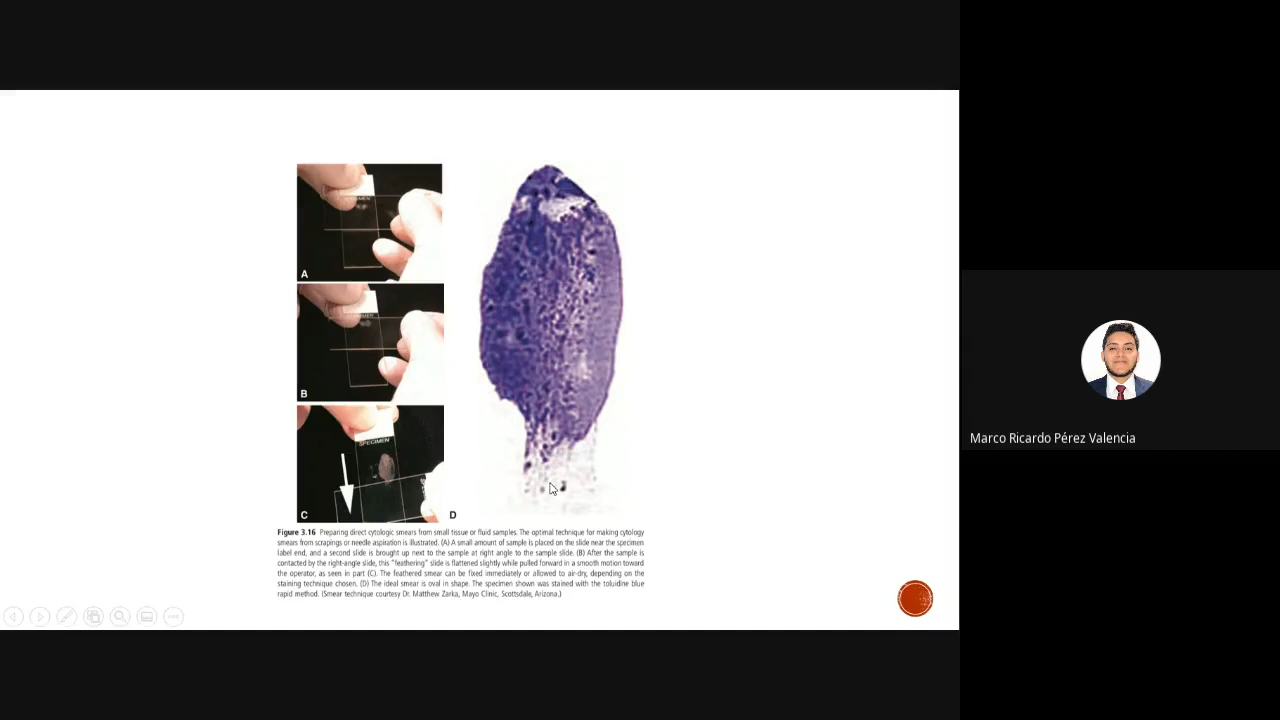 SPECIMEN
A
B
SPECIMEN
C
D
Figure 3.16 Preparing direct cytologic smears from small tissue or fluid samples. The optimal technique for making cytology
smears from scrapings or needle aspiration is illustrated. (A) A small amount of sample is placed on the slide near the specimen
label end, and a second slide is brought up next to the sample at right angle to the sample slide. (B) After the sample is
contacted by the right-angle slide, this “feathering” slide is flattened slightly while pulled forward in a smooth motion toward
the operator, as seen in part (C). The feathered smear can be fixed immediately or allowed to air-dry, depending on the
staining technique chosen. (D) The ideal smear is oval in shape. The specimen shown was stained with the toluidine blue
rapid method. (Smear technique courtesy Dr. Matthew Zarka, Mayo Clinic, Scottsdale, Arizona.)
Marco Ricardo Pérez Valencia